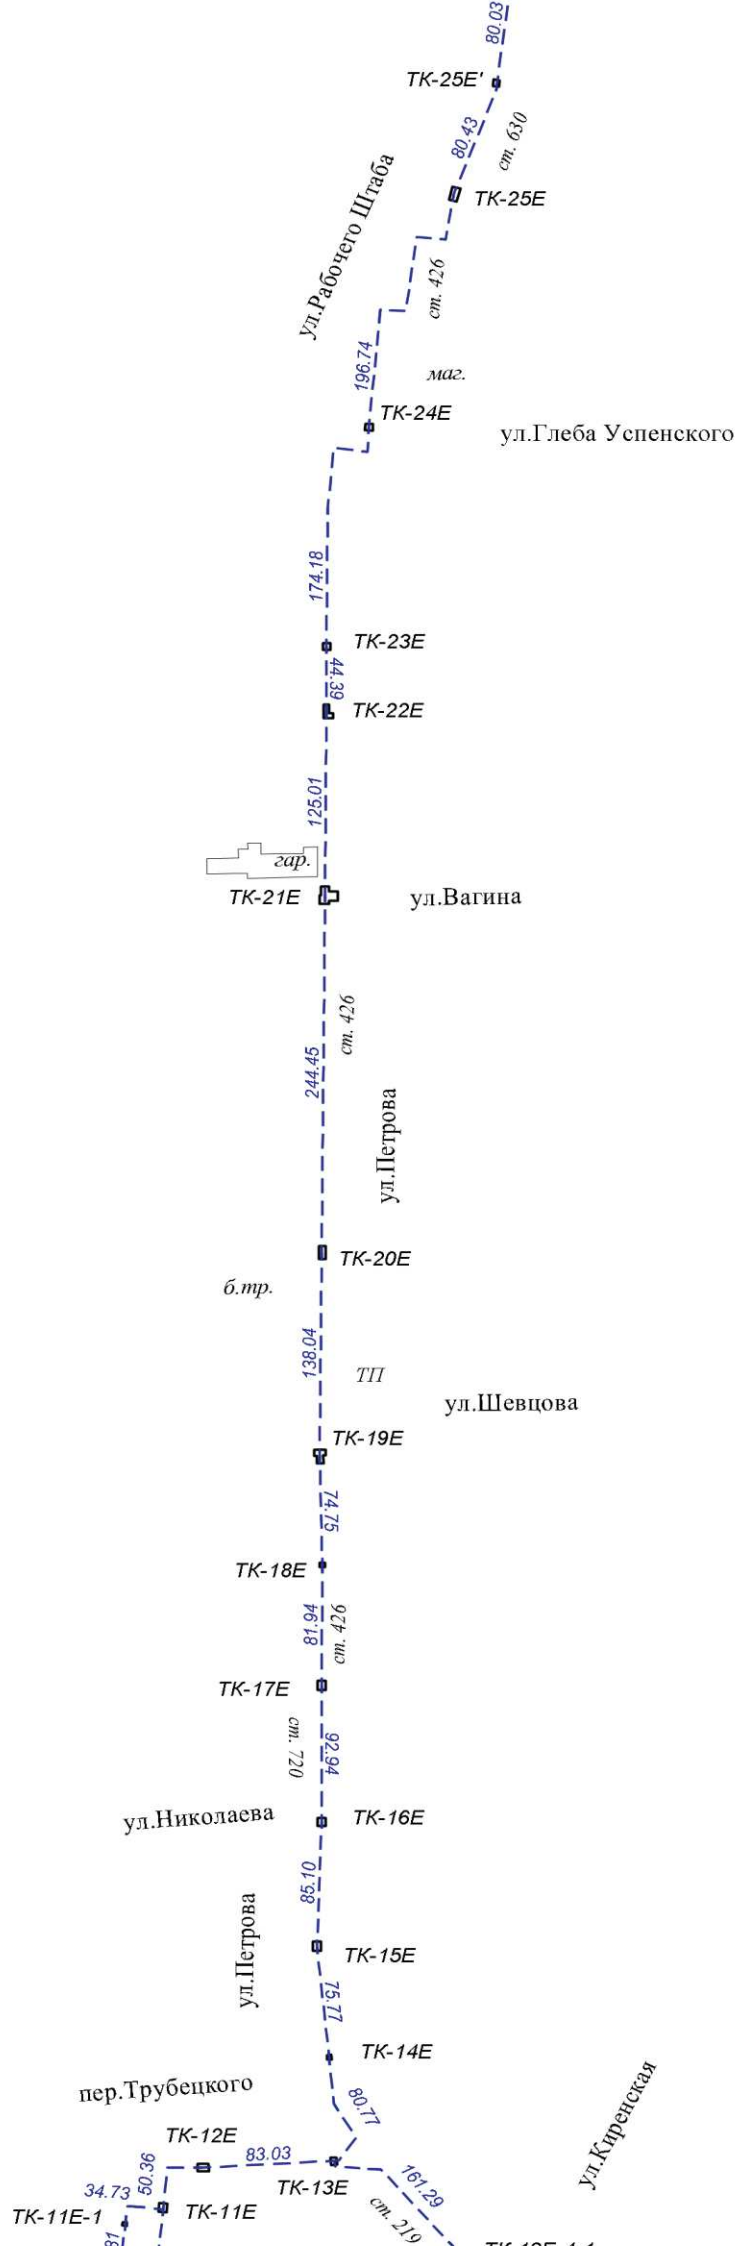 80.03
ТК-25Е'
80.43
ст. 630
ТК-25Е
ул.Рабочего Штаба
ст. 426
196.74
маг.
ТК-24Е
ул.Глеба Успенского
174.18
ТК-23Е
44.39
ТК-22Е
125.01
гар.
ТК-21Е
ул.Вагина
ст. 426
244.45
ул.Петрова
ТК-20Е
б.тр.
138.04
ТП
ул.Шевцова
ТК-19Е
74.75
ТК-18Е
81.94
ст. 426
ТК-17Е
ст. 720
92.94
ул.Николаева
ТК-16Е
85.10
ул.Петрова
ТК-15Е
75.77
ТК-14Е
пер.Трубецкого
80.77
ул.Киренская
ТК-12Е
83.03
ТК-13Е
50.36
34.73
161.29
ТК-11Е-1
ТК-11Е
ст. 219